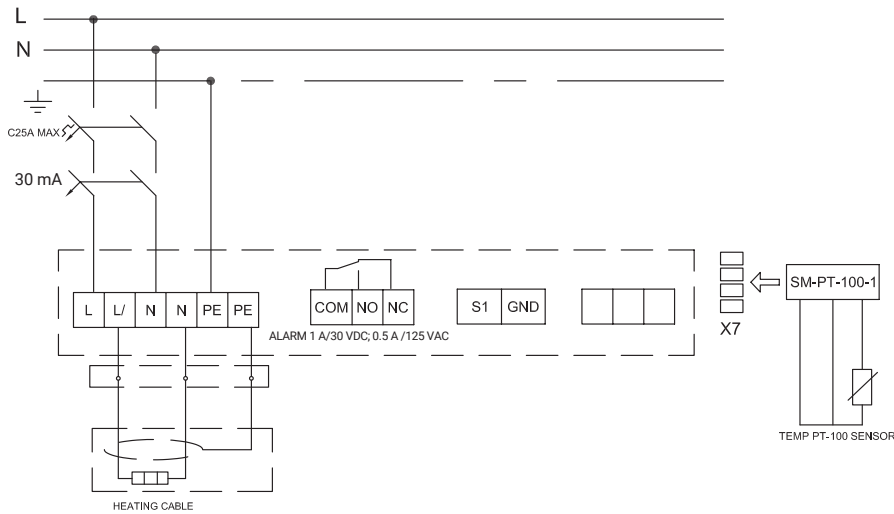 L
N
C25A MAX
30 mA
L L/ N N PE PE
COM NO NC
S1 GND
SM-PT-100-1
X7
ALARM 1 A/30 VDC; 0.5 A /125 VAC
TEMP PT-100 SENSOR
HEATING CABLE